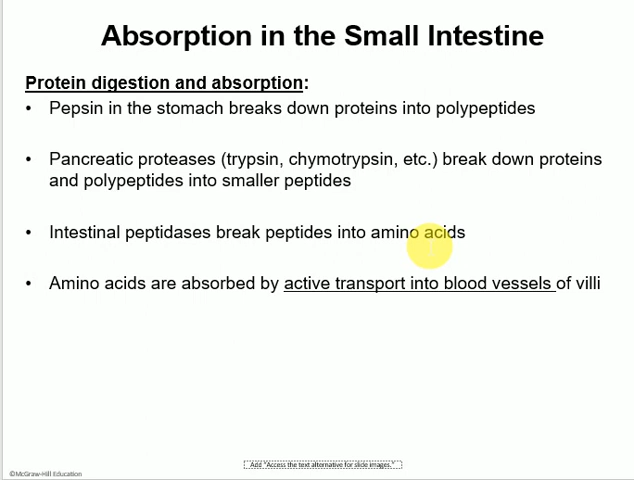 Absorption in the Small Intestine
Protein digestion and absorption:
• Pepsin in the stomach breaks down proteins into polypeptides
• Pancreatic proteases (trypsin, chymotrypsin, etc.) break down proteins
and polypeptides into smaller peptides
• Intestinal peptidases break peptides into amino acids
• Amino acids are absorbed by active transport into blood vessels of villi
Add "Access the text alternative for slide images."
©McGraw-Hill Education